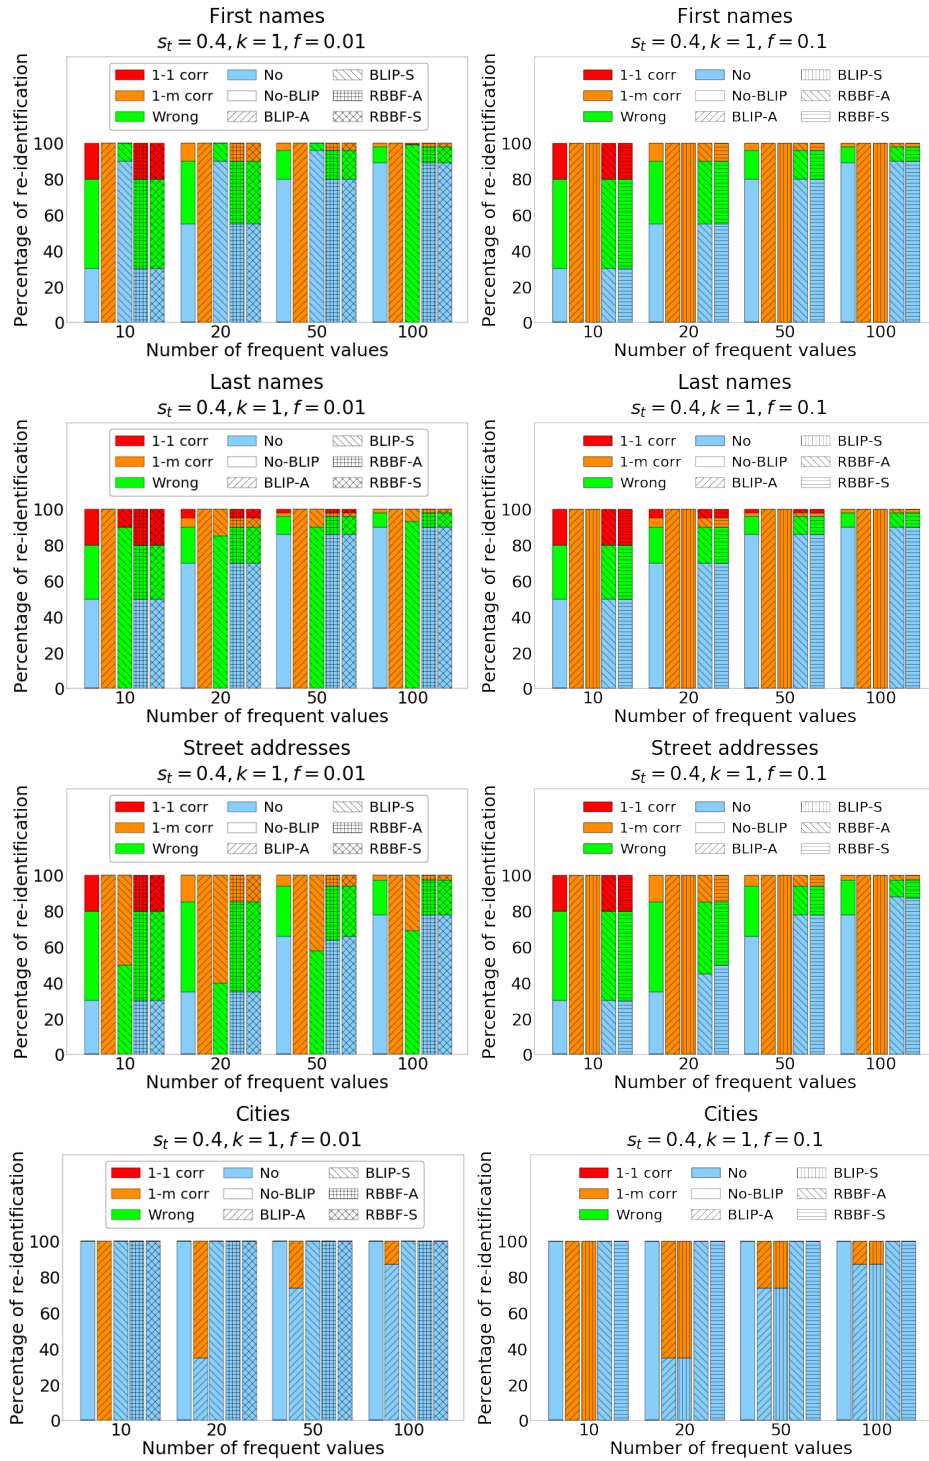 First names
s_t = 0.4, k = 1, f = 0.01
1-1 corr No BLIP-S
1-m corr No-BLIP RBBF-A
Wrong BLIP-A RBBF-S
Percentage of re-identification
100
80
60
40
20
0
10 20 50 100
Number of frequent values
First names
s_t = 0.4, k = 1, f = 0.1
1-1 corr No BLIP-S
1-m corr No-BLIP RBBF-A
Wrong BLIP-A RBBF-S
Percentage of re-identification
100
80
60
40
20
0
10 20 50 100
Number of frequent values
Last names
s_t = 0.4, k = 1, f = 0.01
1-1 corr No BLIP-S
1-m corr No-BLIP RBBF-A
Wrong BLIP-A RBBF-S
Percentage of re-identification
100
80
60
40
20
0
10 20 50 100
Number of frequent values
Last names
s_t = 0.4, k = 1, f = 0.1
1-1 corr No BLIP-S
1-m corr No-BLIP RBBF-A
Wrong BLIP-A RBBF-S
Percentage of re-identification
100
80
60
40
20
0
10 20 50 100
Number of frequent values
Street addresses
s_t = 0.4, k = 1, f = 0.01
1-1 corr No BLIP-S
1-m corr No-BLIP RBBF-A
Wrong BLIP-A RBBF-S
Percentage of re-identification
100
80
60
40
20
0
10 20 50 100
Number of frequent values
Street addresses
s_t = 0.4, k = 1, f = 0.1
1-1 corr No BLIP-S
1-m corr No-BLIP RBBF-A
Wrong BLIP-A RBBF-S
Percentage of re-identification
100
80
60
40
20
0
10 20 50 100
Number of frequent values
Cities
s_t = 0.4, k = 1, f = 0.01
1-1 corr No BLIP-S
1-m corr No-BLIP RBBF-A
Wrong BLIP-A RBBF-S
Percentage of re-identification
100
80
60
40
20
0
10 20 50 100
Number of frequent values
Cities
s_t = 0.4, k = 1, f = 0.1
1-1 corr No BLIP-S
1-m corr No-BLIP RBBF-A
Wrong BLIP-A RBBF-S
Percentage of re-identification
100
80
60
40
20
0
10 20 50 100
Number of frequent values